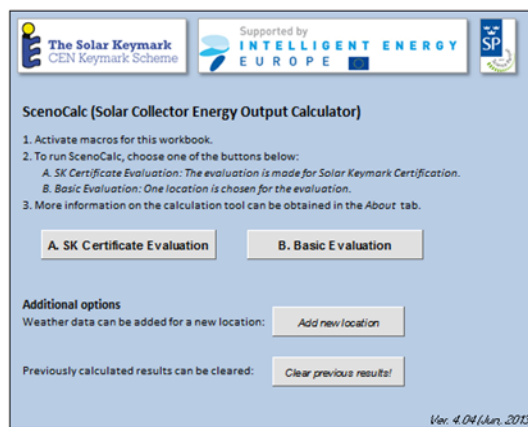 The Solar Keymark
CEN Keymark Scheme
Supported by
INTELLIGENT ENERGY
EUROPE
SP
ScenoCalc (Solar Collector Energy Output Calculator)
1. Activate macros for this workbook.
2. To run ScenoCalc, choose one of the buttons below:
A. SK Certificate Evaluation: The evaluation is made for Solar Keymark Certification.
B. Basic Evaluation: One location is chosen for the evaluation.
3. More information on the calculation tool can be obtained in the About tab.
A. SK Certificate Evaluation
B. Basic Evaluation
Additional options
Weather data can be added for a new location:
Add new location
Previously calculated results can be cleared:
Clear previous results!
Ver. 4.04 (Jun, 2013